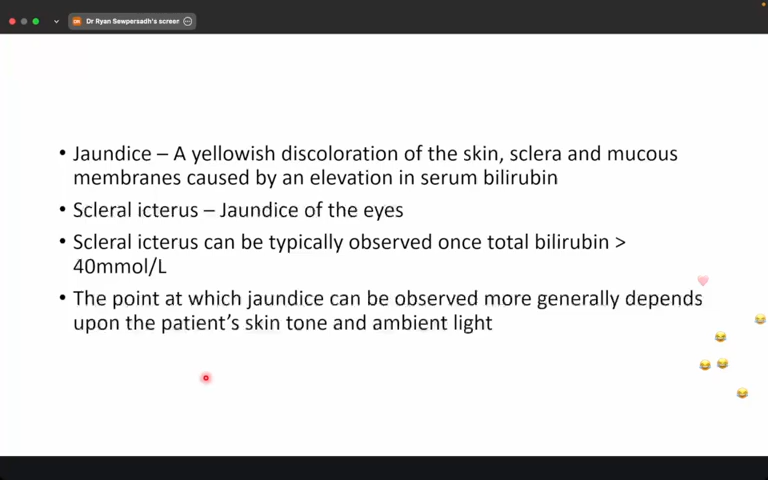 Dr Ryan Sewpersadh's screen
• Jaundice – A yellowish discoloration of the skin, sclera and mucous
membranes caused by an elevation in serum bilirubin
• Scleral icterus – Jaundice of the eyes
• Scleral icterus can be typically observed once total bilirubin >
40mmol/L
• The point at which jaundice can be observed more generally depends
upon the patient's skin tone and ambient light